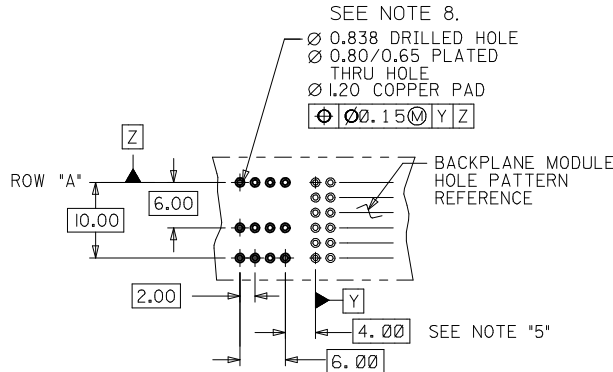 SEE NOTE 8.
Ø 0.838 DRILLED HOLE
Ø 0.80/0.65 PLATED
THRU HOLE
Ø 1.20 COPPER PAD
⌖ Ø0.15Ⓜ Y Z
Z
ROW "A"
BACKPLANE MODULE
HOLE PATTERN
REFERENCE
10.00
6.00
2.00
Y
4.00 SEE NOTE "5"
6.00